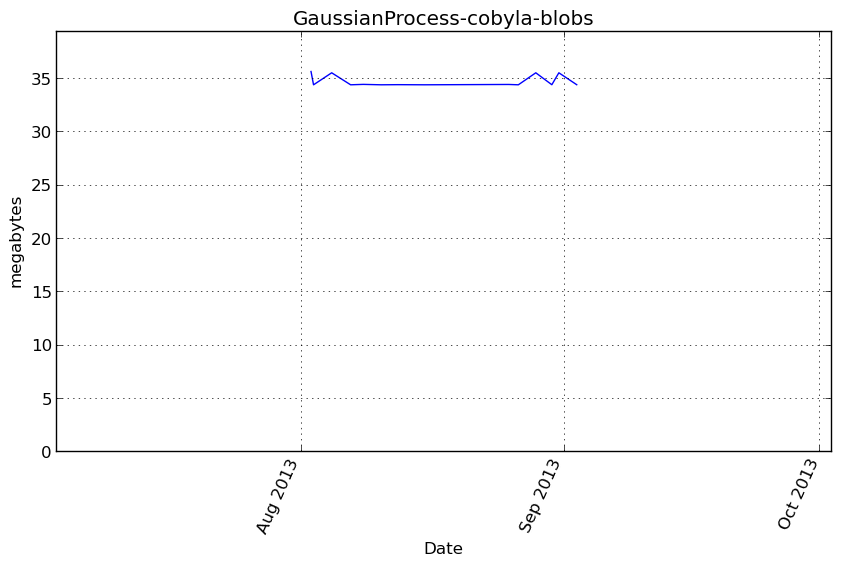 GaussianProcess-cobyla-blobs
megabytes
35
30
25
20
15
10
5
0
Aug 2013
Sep 2013
Oct 2013
Date